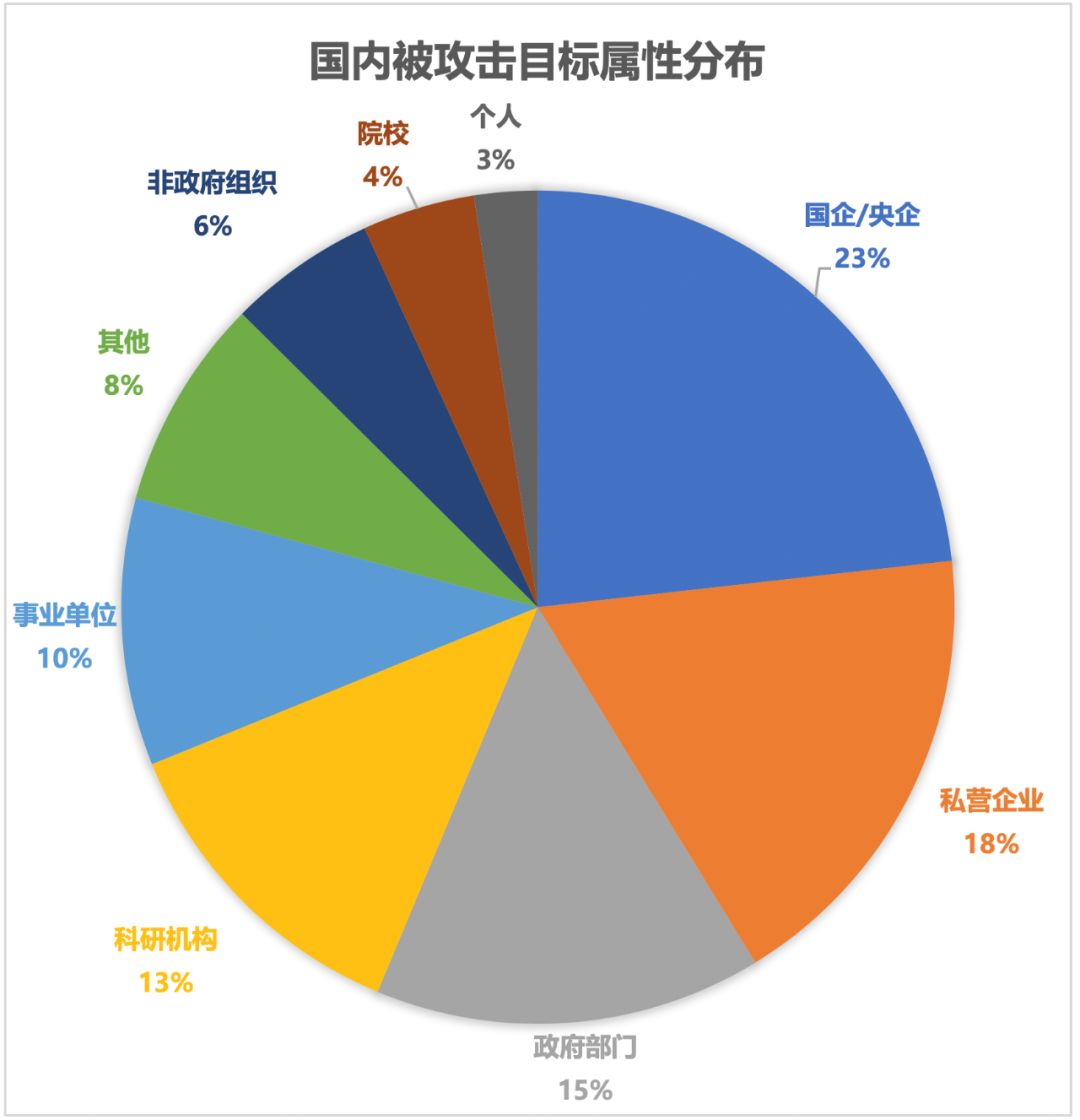 国内被攻击目标属性分布
个人
3%
院校
4%
非政府组织
6%
国企/央企
23%
其他
8%
事业单位
10%
私营企业
18%
科研机构
13%
政府部门
15%